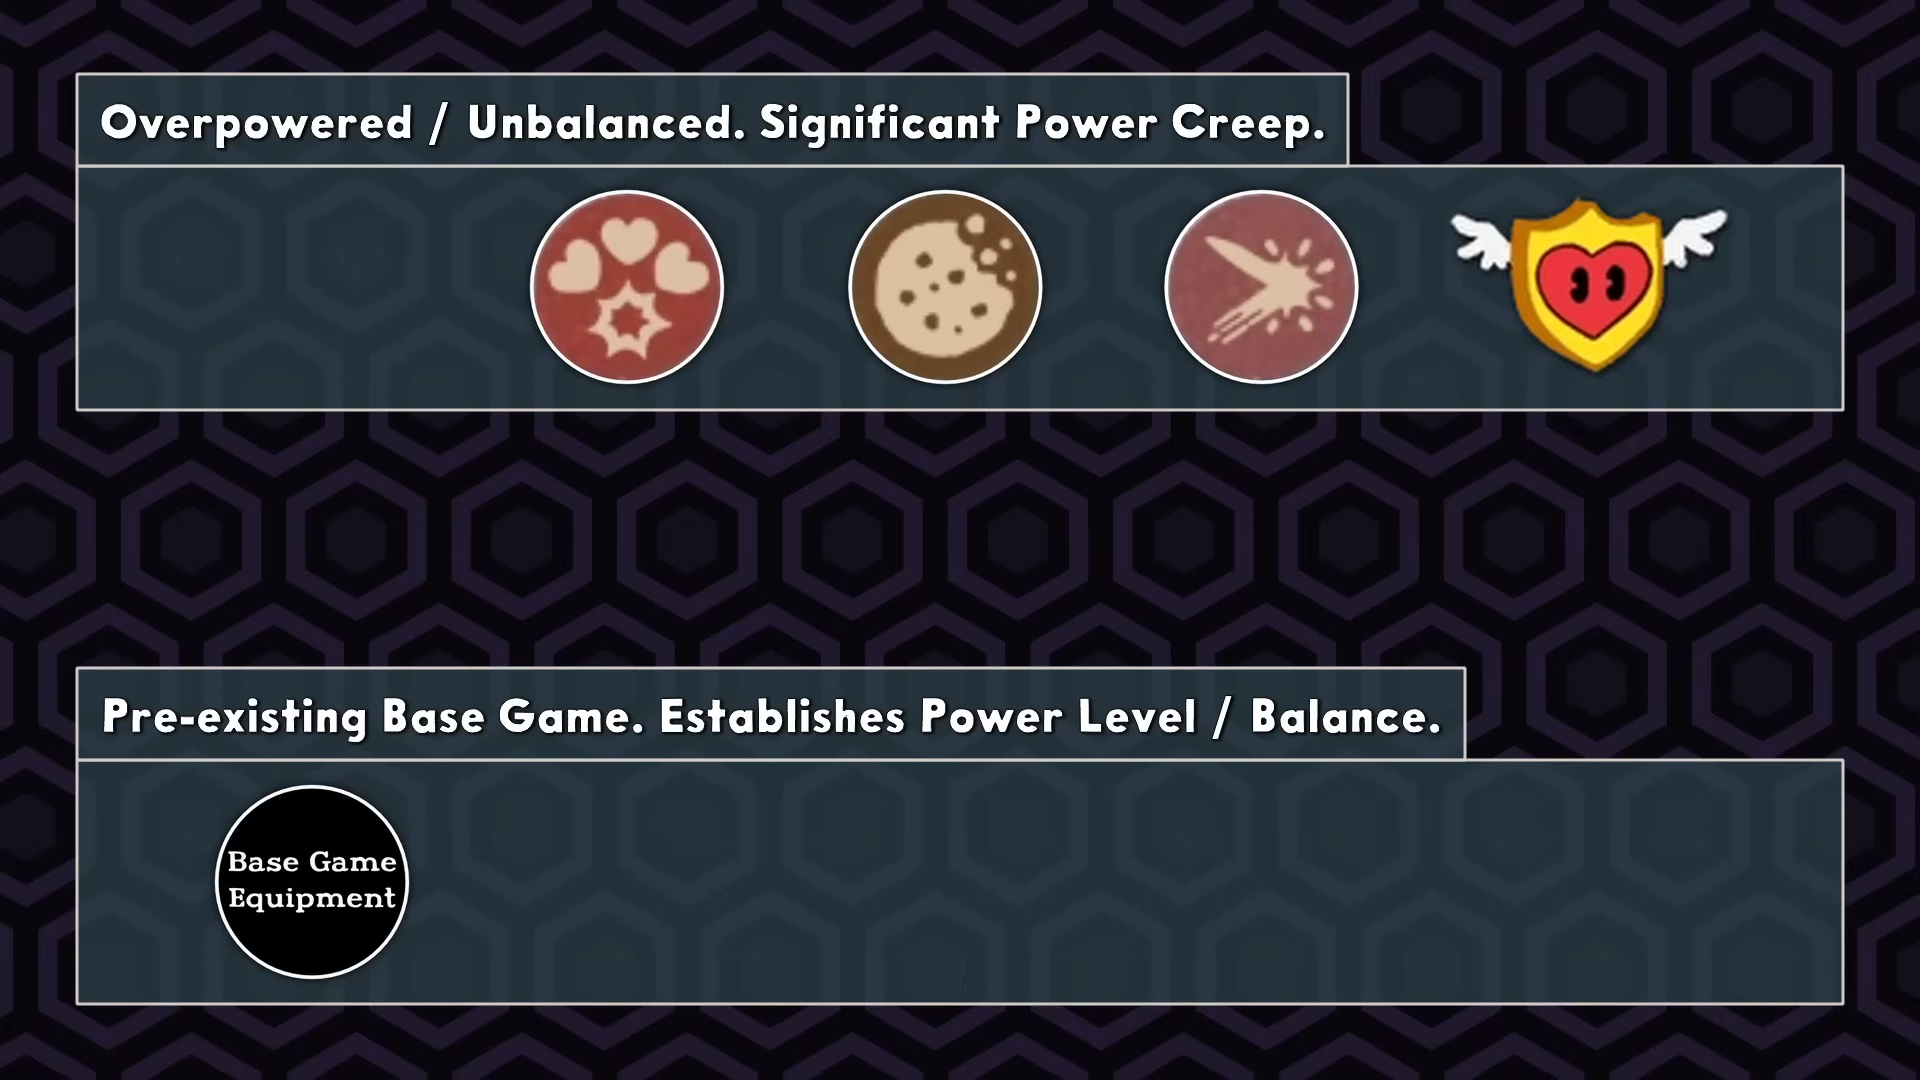 Overpowered / Unbalanced. Significant Power Creep.
Pre-existing Base Game. Establishes Power Level / Balance.
Base Game
Equipment